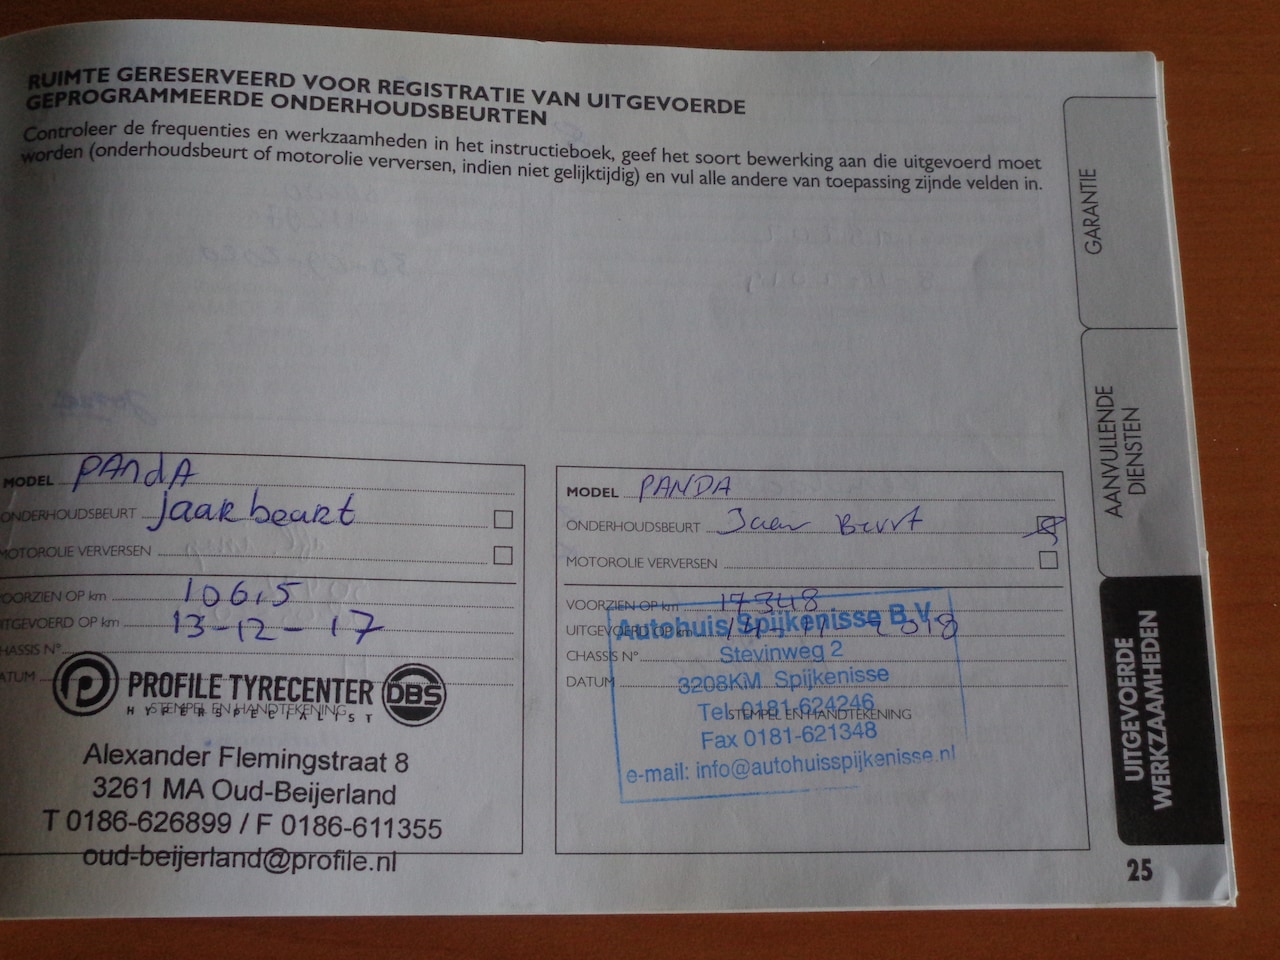 RUIMTE GERESERVEERD VOOR REGISTRATIE VAN UITGEVOERDE
GEPROGRAMMEERDE ONDERHOUDSBEURTEN
Controleer de frequenties en werkzaamheden in het instructieboek, geef het soort bewerking aan die uitgevoerd moet
worden (onderhoudsbeurt of motorolie verversen, indien niet gelijktijdig) en vul alle andere van toepassing zijnde velden in.
MODEL PANdA
ONDERHOUDSBEURT jaarbeurt
MOTOROLIE VERVERSEN
VOORZIEN OP km 106,5
UITGEVOERD OP km 13-12-17
CHASSIS N°
DATUM
PROFILE TYRECENTER DBS
HYPERSPECIALIST
STEMPEL EN HANDTEKENING
Alexander Flemingstraat 8
3261 MA Oud-Beijerland
T 0186-626899 / F 0186-611355
oud-beijerland@profile.nl
MODEL PANDA
ONDERHOUDSBEURT Jaar Beurt
MOTOROLIE VERVERSEN
VOORZIEN OP km 17348
UITGEVOERD OP km 14-11-2018
CHASSIS N°
DATUM
Autohuis Spijkenisse B.V.
Stevinweg 2
3208KM Spijkenisse
Tel. 0181-624246
STEMPEL EN HANDTEKENING
Fax 0181-621348
e-mail: info@autohuisspijkenisse.nl
GARANTIE
AANVULLENDE
DIENSTEN
UITGEVOERDE
WERKZAAMHEDEN
25